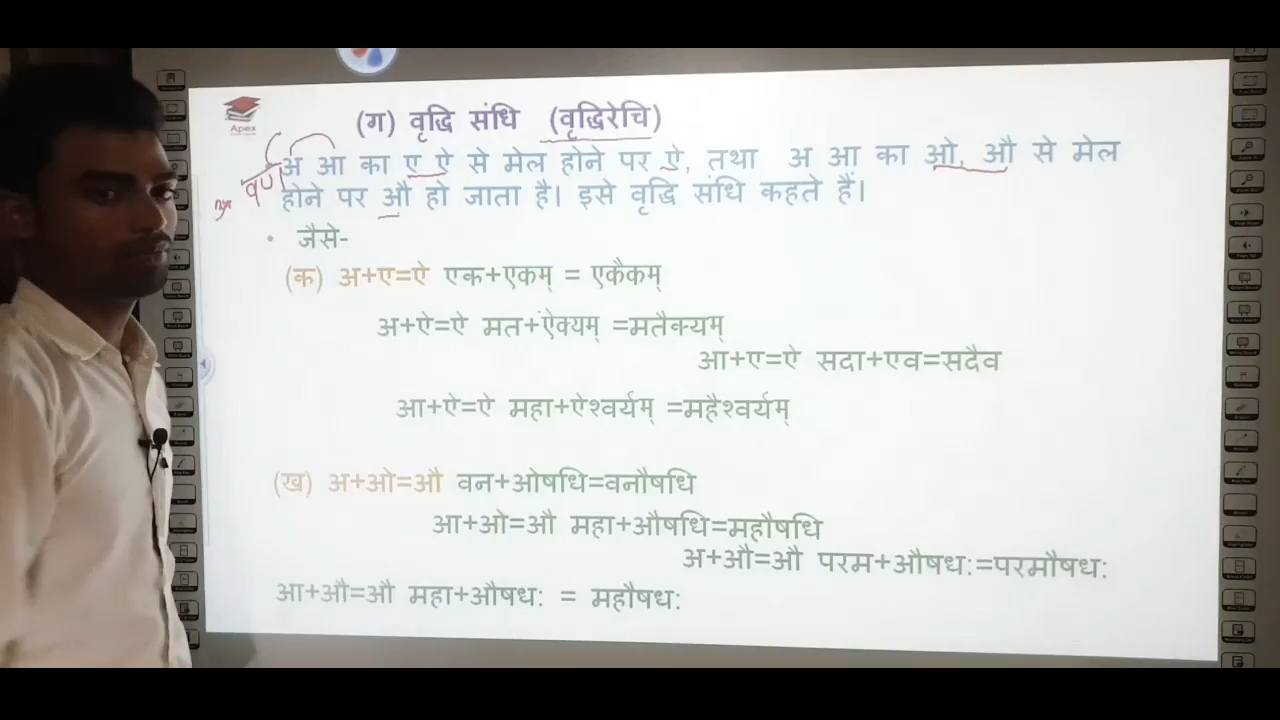 Apex
(ग) वृद्धि संधि (वृद्धिरेचि)
अ आ का ए ऐ से मेल होने पर ऐ, तथा अ आ का ओ, औ से मेल
होने पर औ हो जाता है। इसे वृद्धि संधि कहते हैं।
• जैसे-
(क) अ+ए=ऐ एक+एकम् = एकैकम्
अ+ऐ=ऐ मत+ऐक्यम् =मतैक्यम्
आ+ए=ऐ सदा+एव=सदैव
आ+ऐ=ऐ महा+ऐश्वर्यम् =महैश्वर्यम्
(ख) अ+ओ=औ वन+ओषधि=वनौषधि
आ+ओ=औ महा+औषधि=महौषधि
अ+औ=औ परम+औषध:=परमौषध:
आ+औ=औ महा+औषध: = महौषध: